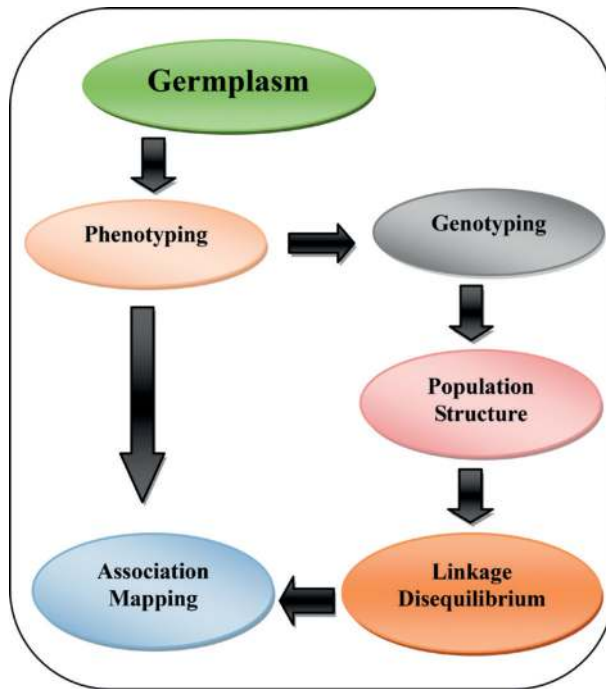 Germplasm
Phenotyping
Genotyping
Population
Structure
Association
Mapping
Linkage
Disequilibrium